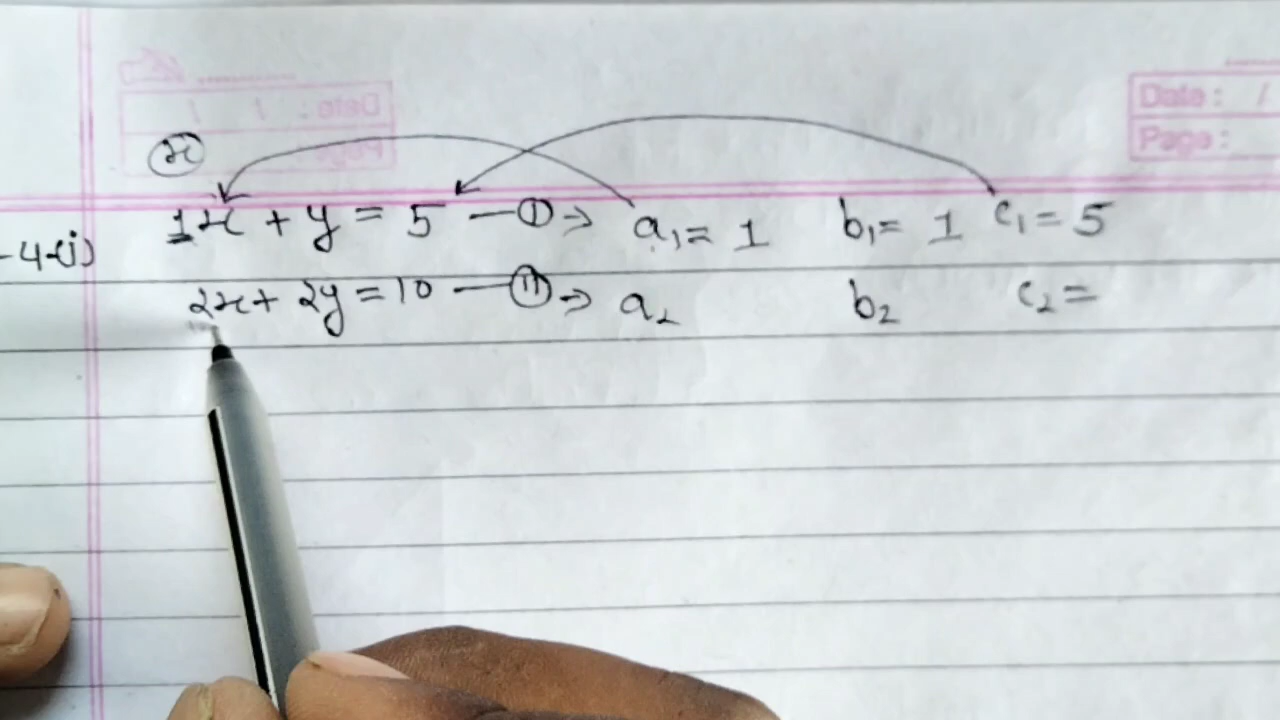 Date : /
Page :
x
1x + y = 5 —① → a₁ = 1 b₁ = 1 c₁ = 5
-4-(i)
2x + 2y = 10 —⑪ → a₂ b₂ c₂ =